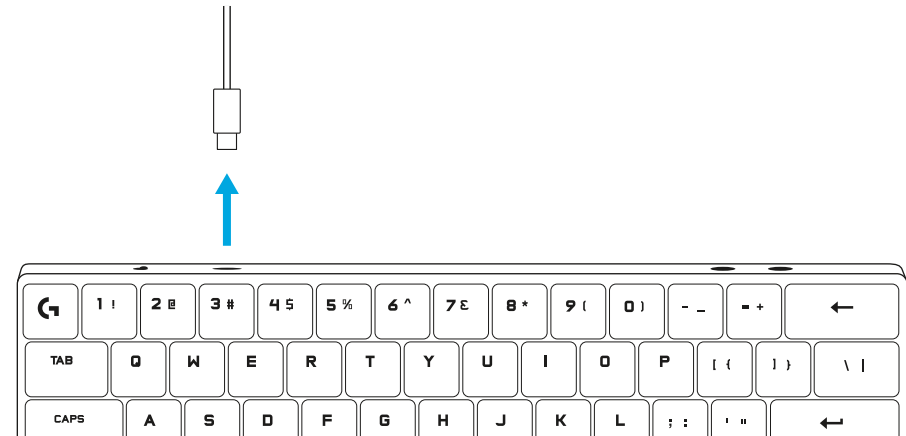 1 ! 2 @ 3 # 4 $ 5 % 6 ^ 7 & 8 * 9 ( 0 ) - _ = + ←
TAB Q W E R T Y U I O P [ { ] } \ |
CAPS A S D F G H J K L ; : ' " ↵